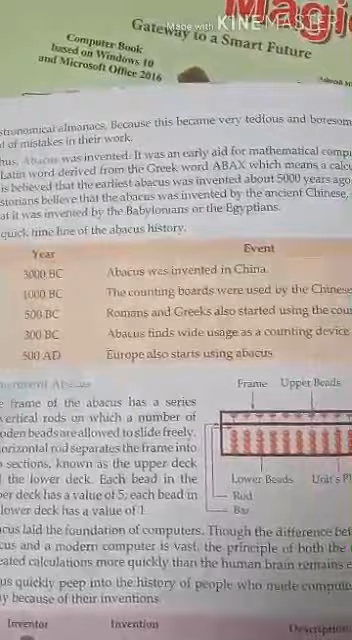 Magi
Made with KINEMASTER
Gateway to a Smart Future
Computer Book
based on Windows 10
and Microsoft Office 2016
stronomical almanacs. Because this became very tedious and boresom
t of mistakes in their work.
hus, Abacus was invented. It was an early aid for mathematical comp
Latin word derived from the Greek word ABAX which means a calcu
is believed that the earliest abacus was invented about 5000 years ago
storians believe that the abacus was invented by the ancient Chinese,
at it was invented by the Babylonians or the Egyptians.
quick time line of the abacus history.
Year Event
3000 BC Abacus was invented in China.
1000 BC The counting boards were used by the Chinese
500 BC Romans and Greeks also started using the cou
300 BC Abacus finds wide usage as a counting device
500 AD Europe also starts using abacus
Abacus
e frame of the abacus has a series
vertical rods on which a number of
oden beads are allowed to slide freely.
orizontal rod separates the frame into
sections, known as the upper deck
the lower deck. Each bead in the
per deck has a value of 5; each bead in
lower deck has a value of 1.
Frame Upper Beads
Lower Beads Unit's Pl
Rod
Bar
cus laid the foundation of computers. Though the difference bet
cus and a modern computer is vast, the principle of both the
eated calculations more quickly than the human brain remains
us quickly peep into the history of people who made compute
y because of their inventions.
Inventor Invention Description